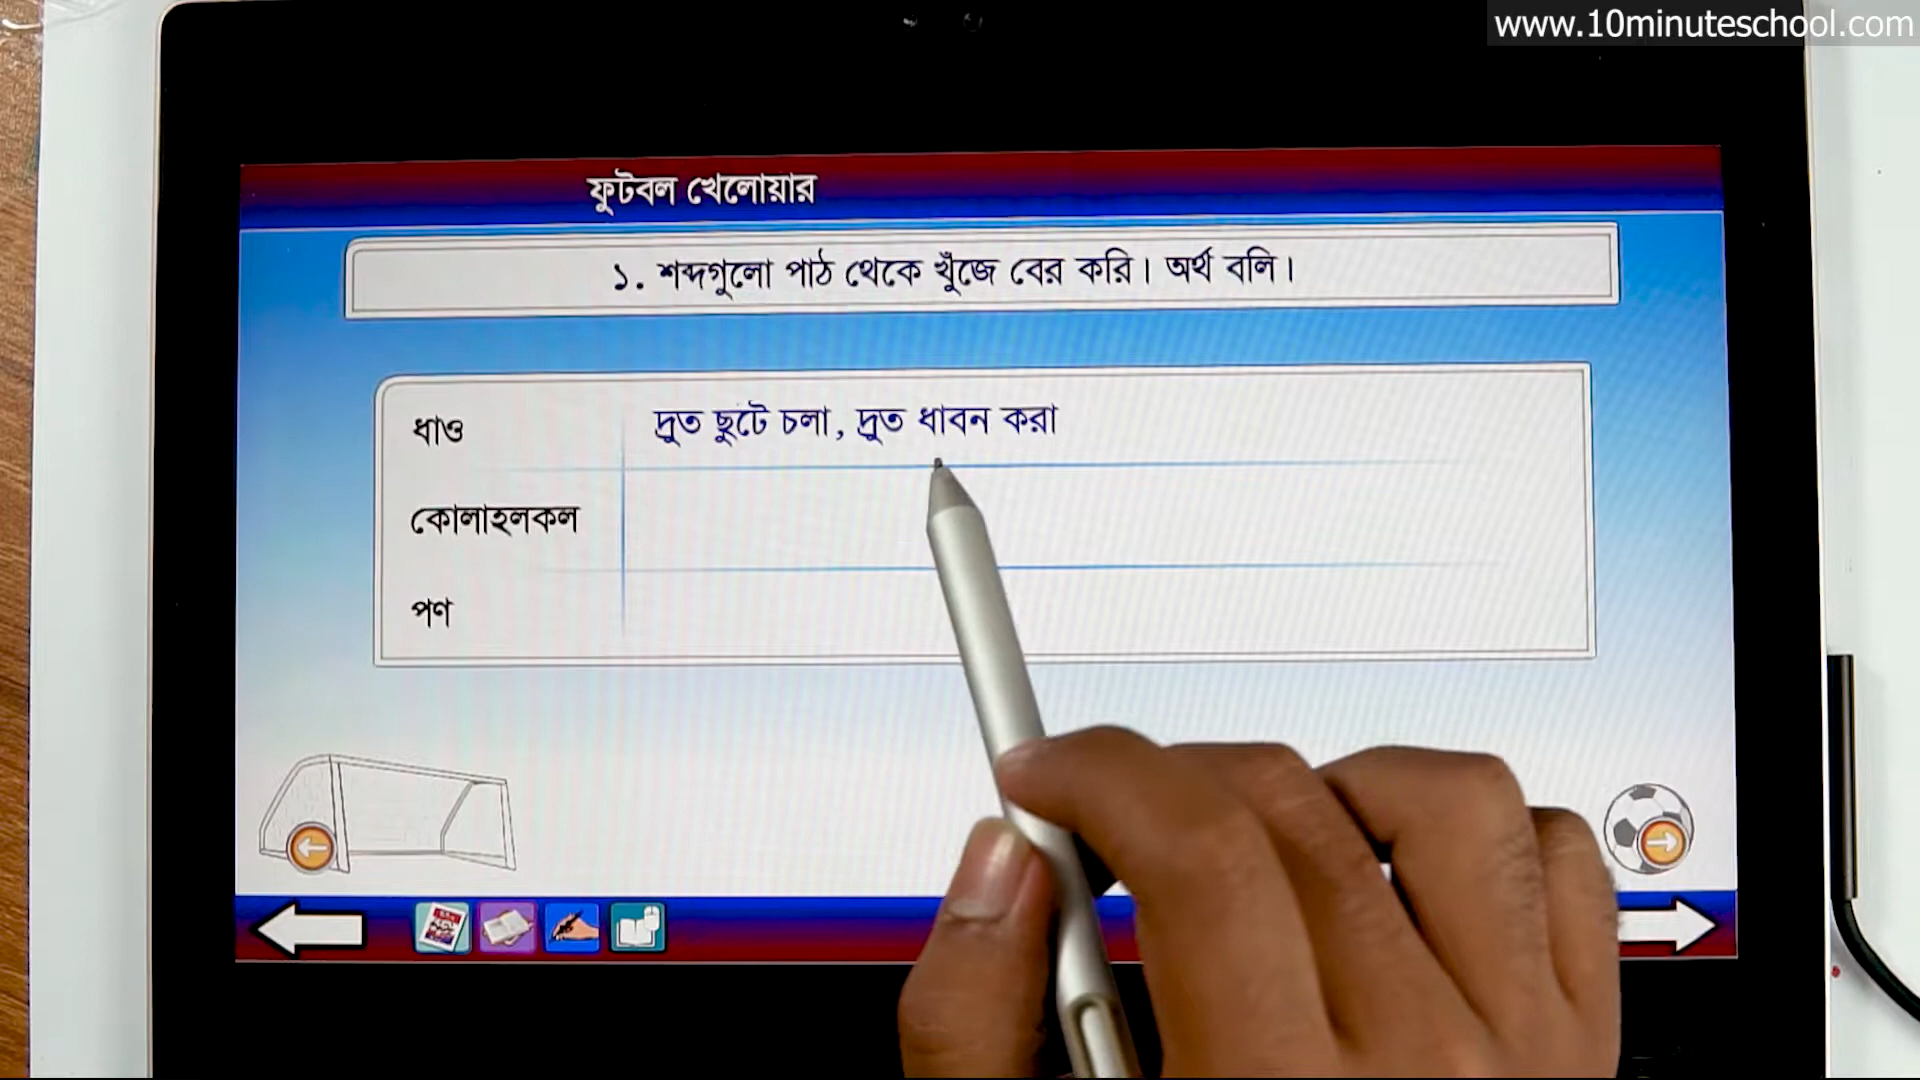 www.10minuteschool.com
ফুটবল খেলোয়ার
১. শব্দগুলো পাঠ থেকে খুঁজে বের করি। অর্থ বলি।
ধাও দ্রুত ছুটে চলা, দ্রুত ধাবন করা
কোলাহলকল
পণ